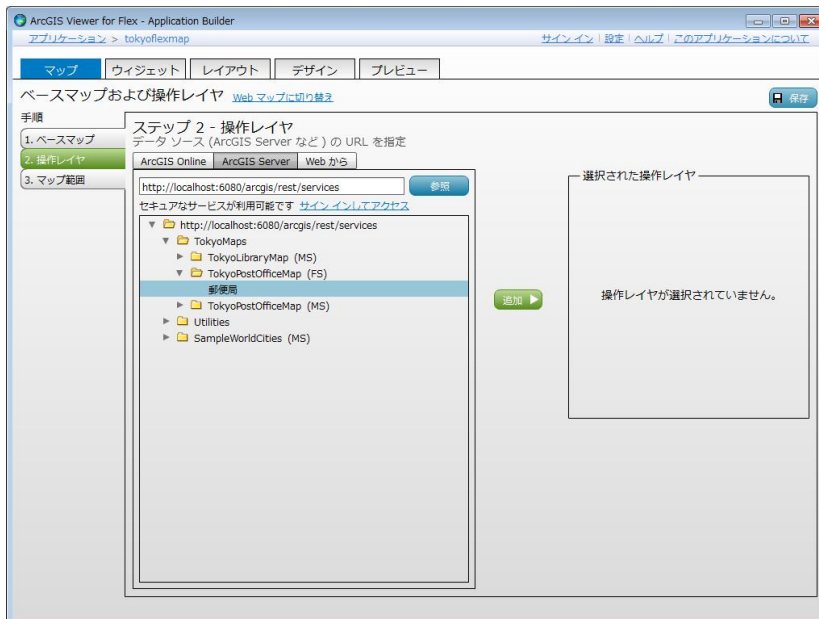 ArcGIS Viewer for Flex - Application Builder
アプリケーション > tokyoflexmap
サイン イン | 設定 | ヘルプ | このアプリケーションについて
マップ ウィジェット レイアウト デザイン プレビュー
ベースマップおよび操作レイヤ Web マップに切り替え
保存
手順
1. ベースマップ
2. 操作レイヤ
3. マップ範囲
ステップ 2 - 操作レイヤ
データ ソース (ArcGIS Server など) の URL を指定
ArcGIS Online ArcGIS Server Web から
http://localhost:6080/arcgis/rest/services 参照
セキュアなサービスが利用可能です サイン インしてアクセス
http://localhost:6080/arcgis/rest/services
TokyoMaps
TokyoLibraryMap (MS)
TokyoPostOfficeMap (FS)
郵便局
TokyoPostOfficeMap (MS)
Utilities
SampleWorldCities (MS)
追加
選択された操作レイヤ
操作レイヤが選択されていません。